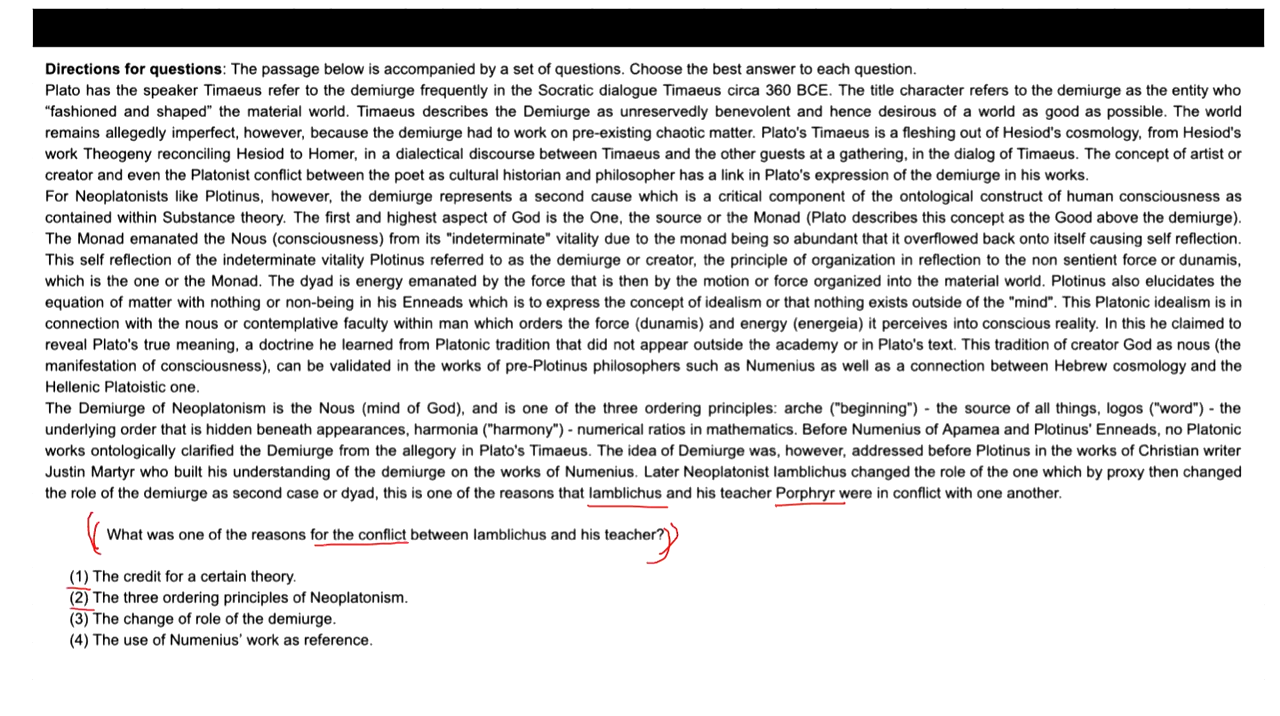 Directions for questions: The passage below is accompanied by a set of questions. Choose the best answer to each question.
Plato has the speaker Timaeus refer to the demiurge frequently in the Socratic dialogue Timaeus circa 360 BCE. The title character refers to the demiurge as the entity who
“fashioned and shaped” the material world. Timaeus describes the Demiurge as unreservedly benevolent and hence desirous of a world as good as possible. The world
remains allegedly imperfect, however, because the demiurge had to work on pre-existing chaotic matter. Plato's Timaeus is a fleshing out of Hesiod's cosmology, from Hesiod's
work Theogeny reconciling Hesiod to Homer, in a dialectical discourse between Timaeus and the other guests at a gathering, in the dialog of Timaeus. The concept of artist or
creator and even the Platonist conflict between the poet as cultural historian and philosopher has a link in Plato's expression of the demiurge in his works.
For Neoplatonists like Plotinus, however, the demiurge represents a second cause which is a critical component of the ontological construct of human consciousness as
contained within Substance theory. The first and highest aspect of God is the One, the source or the Monad (Plato describes this concept as the Good above the demiurge).
The Monad emanated the Nous (consciousness) from its "indeterminate" vitality due to the monad being so abundant that it overflowed back onto itself causing self reflection.
This self reflection of the indeterminate vitality Plotinus referred to as the demiurge or creator, the principle of organization in reflection to the non sentient force or dunamis,
which is the one or the Monad. The dyad is energy emanated by the force that is then by the motion or force organized into the material world. Plotinus also elucidates the
equation of matter with nothing or non-being in his Enneads which is to express the concept of idealism or that nothing exists outside of the "mind". This Platonic idealism is in
connection with the nous or contemplative faculty within man which orders the force (dunamis) and energy (energeia) it perceives into conscious reality. In this he claimed to
reveal Plato's true meaning, a doctrine he learned from Platonic tradition that did not appear outside the academy or in Plato's text. This tradition of creator God as nous (the
manifestation of consciousness), can be validated in the works of pre-Plotinus philosophers such as Numenius as well as a connection between Hebrew cosmology and the
Hellenic Platoistic one.
The Demiurge of Neoplatonism is the Nous (mind of God), and is one of the three ordering principles: arche ("beginning") - the source of all things, logos ("word") - the
underlying order that is hidden beneath appearances, harmonia ("harmony") - numerical ratios in mathematics. Before Numenius of Apamea and Plotinus' Enneads, no Platonic
works ontologically clarified the Demiurge from the allegory in Plato's Timaeus. The idea of Demiurge was, however, addressed before Plotinus in the works of Christian writer
Justin Martyr who built his understanding of the demiurge on the works of Numenius. Later Neoplatonist Iamblichus changed the role of the one which by proxy then changed
the role of the demiurge as second case or dyad, this is one of the reasons that Iamblichus and his teacher Porphryr were in conflict with one another.
What was one of the reasons for the conflict between Iamblichus and his teacher?
(1) The credit for a certain theory.
(2) The three ordering principles of Neoplatonism.
(3) The change of role of the demiurge.
(4) The use of Numenius' work as reference.